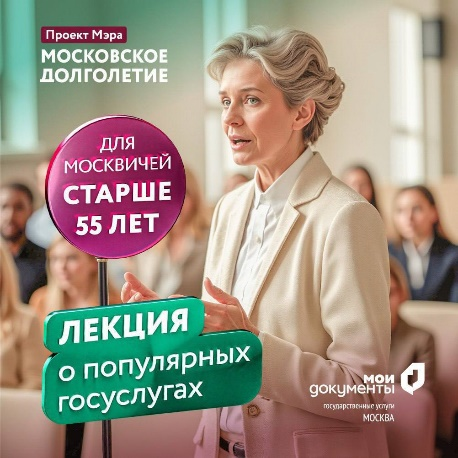 Проект Мэра
МОСКОВСКОЕ
ДОЛГОЛЕТИЕ
ДЛЯ
МОСКВИЧЕЙ
СТАРШЕ
55 ЛЕТ
ЛЕКЦИЯ
о популярных
госуслугах
мои
документы
государственные услуги
МОСКВА